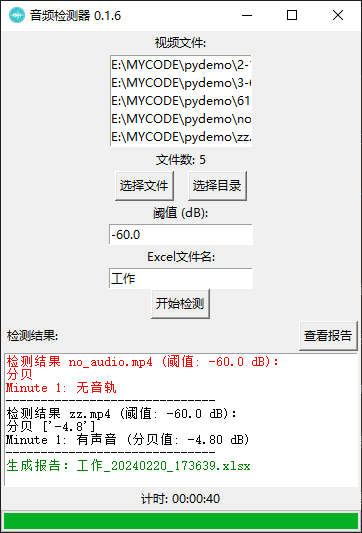 音频检测器 0.1.6
视频文件:
E:\MYCODE\pydemo\2-
E:\MYCODE\pydemo\3-
E:\MYCODE\pydemo\61
E:\MYCODE\pydemo\no
E:\MYCODE\pydemo\zz.
文件数: 5
选择文件 选择目录
阈值 (dB):
-60.0
Excel文件名:
工作
开始检测
检测结果: 查看报告
检测结果 no_audio.mp4 (阈值: -60.0 dB):
分贝
Minute 1: 无音轨
------------------------------
检测结果 zz.mp4 (阈值: -60.0 dB):
分贝 ['-4.8']
Minute 1: 有声音 (分贝值: -4.80 dB)
------------------------------
生成报告: 工作_20240220_173639.xlsx
计时: 00:00:40